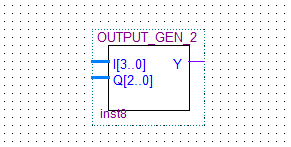 OUTPUT_GEN_2
I[3..0] Y
Q[2..0]
inst8